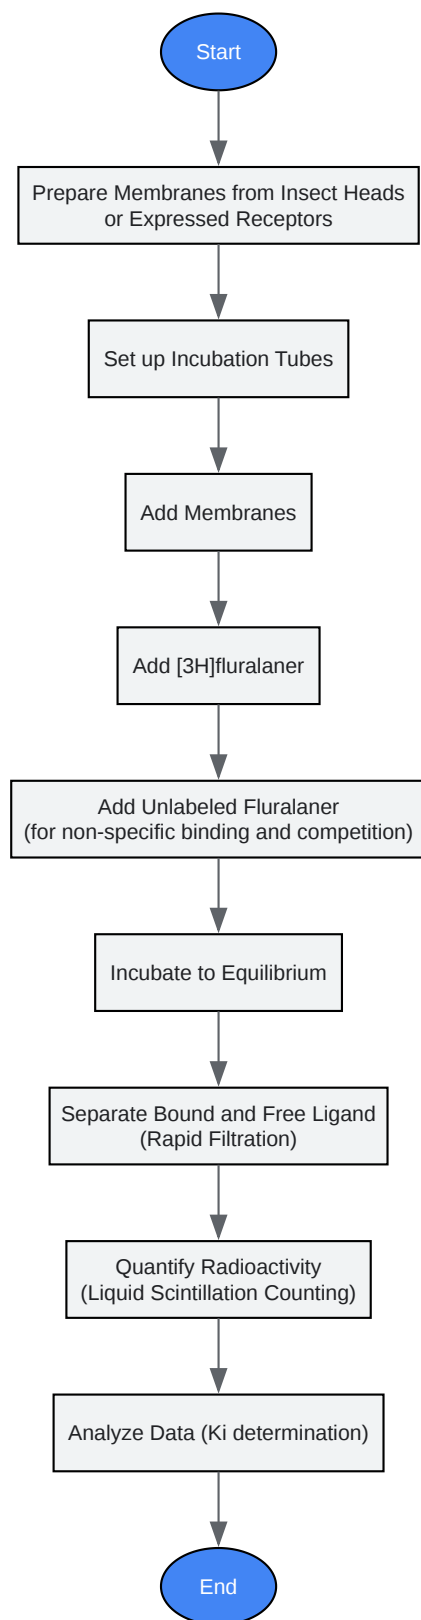 Start
Prepare Membranes from Insect Heads
or Expressed Receptors
Set up Incubation Tubes
Add Membranes
Add [3H]fluralaner
Add Unlabeled Fluralaner
(for non-specific binding and competition)
Incubate to Equilibrium
Separate Bound and Free Ligand
(Rapid Filtration)
Quantify Radioactivity
(Liquid Scintillation Counting)
Analyze Data (Ki determination)
End